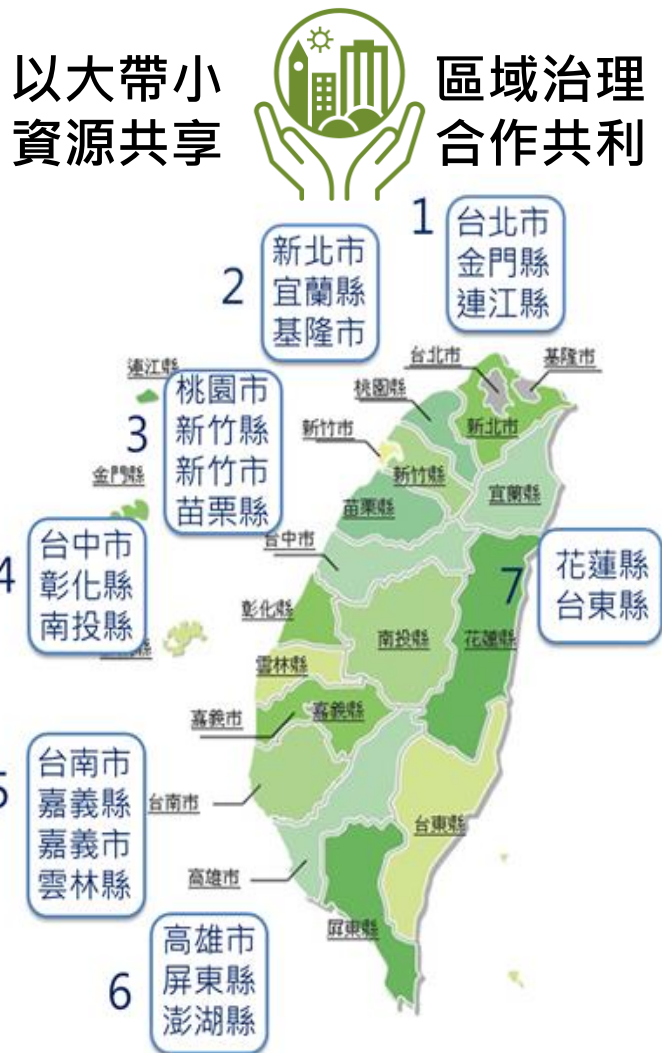 以大帶小
資源共享
區域治理
合作共利
1
台北市
金門縣
連江縣
2
新北市
宜蘭縣
基隆市
3
桃園市
新竹縣
新竹市
苗栗縣
4
台中市
彰化縣
南投縣
5
台南市
嘉義縣
嘉義市
雲林縣
6
高雄市
屏東縣
澎湖縣
7
花蓮縣
台東縣
連江縣
台北市
基隆市
桃園縣
新北市
新竹市
金門縣
新竹縣
宜蘭縣
苗栗縣
台中市
彰化縣
南投縣
花蓮縣
雲林縣
嘉義市
嘉義縣
台南市
台東縣
高雄市
屏東縣